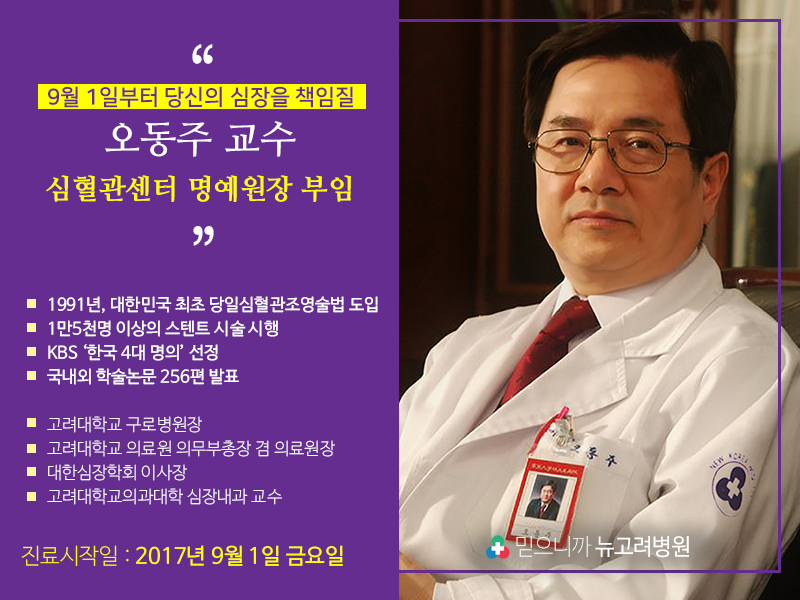 “
9월 1일부터 당신의 심장을 책임질
오동주 교수
심혈관센터 명예원장 부임
”
1991년, 대한민국 최초 당일심혈관조영술법 도입
1만5천명 이상의 스텐트 시술 시행
KBS ‘한국 4대 명의’ 선정
국내외 학술논문 256편 발표
고려대학교 구로병원장
고려대학교 의료원 의무부총장 겸 의료원장
대한심장학회 이사장
고려대학교의과대학 심장내과 교수
진료시작일 : 2017년 9월 1일 금요일
오동주
NEW KOREA
믿으니까 뉴고려병원